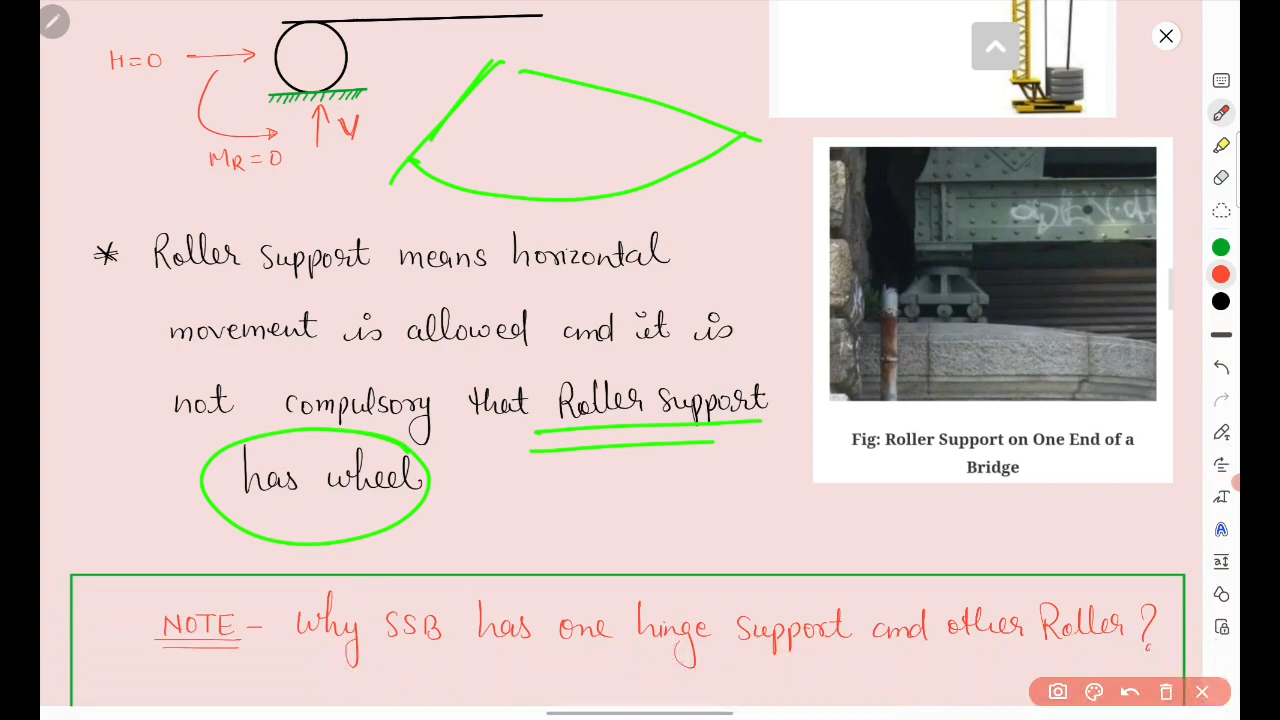 H=0
V
MR=0
* Roller Support means horizontal
movement is allowed and it is
not compulsory that Roller Support
has wheel
Fig: Roller Support on One End of a
Bridge
NOTE - Why SSB has one hinge support and other Roller?